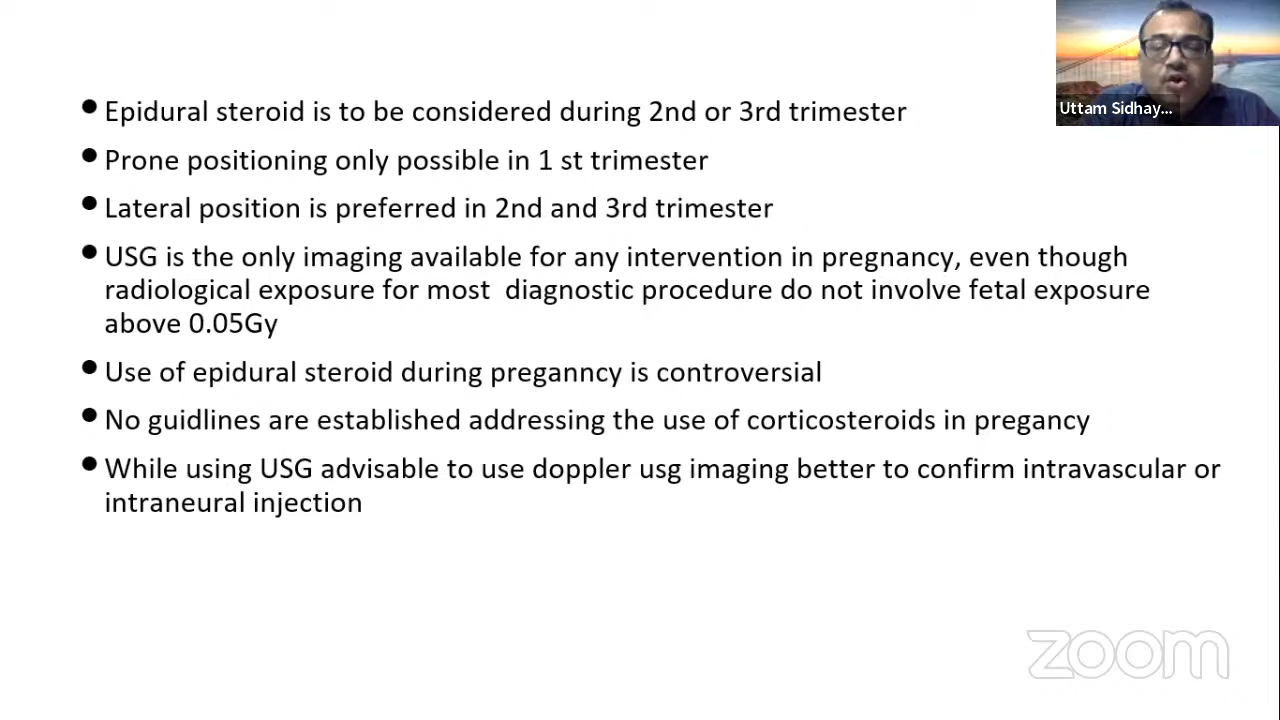 Uttam Sidhay...
• Epidural steroid is to be considered during 2nd or 3rd trimester
• Prone positioning only possible in 1 st trimester
• Lateral position is preferred in 2nd and 3rd trimester
• USG is the only imaging available for any intervention in pregnancy, even though
radiological exposure for most diagnostic procedure do not involve fetal exposure
above 0.05Gy
• Use of epidural steroid during preganncy is controversial
• No guidlines are established addressing the use of corticosteroids in pregancy
• While using USG advisable to use doppler usg imaging better to confirm intravascular or
intraneural injection
zoom